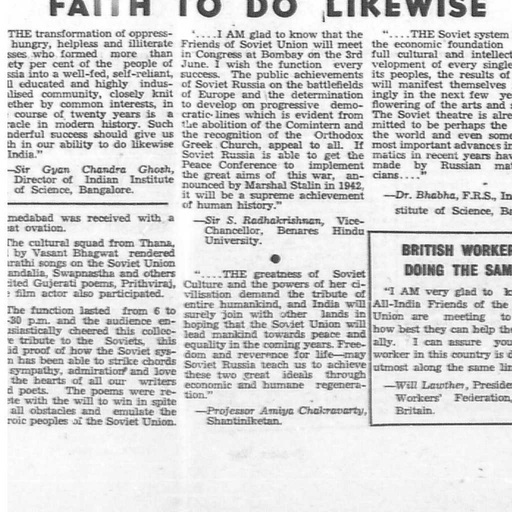 FAITH TO DO LIKEWISE
THE transformation of oppress-
hungry, helpless and illiterate
sses who formed more than
ety per cent of the people of
ssia into a well-fed, self-reliant,
ll educated and highly indus-
alised community, closely knit
ether by common interests, in
course of twenty years is a
acle in modern history. Such
nderful success should give us
th in our ability to do likewise
India."
—Sir Gyan Chandra Ghosh,
Director of Indian Institute
of Science, Bangalore.
medabad was received with a
at ovation.
The cultural squad from Thana,
by Vasant Bhagwat rendered
rathi songs on the Soviet Union
andalia, Swapnastha and others
cited Gujerati poems, Prithviraj,
film actor also participated.
The function lasted from 6 to
-30 p.m. and the audience en-
usiastically cheered this collec-
e tribute to the Soviets, this
id proof of how the Soviet sys-
n has been able to strike chords
sympathy, admiration and love
the hearts of all our writers
d poets. The poems were re-
ete with the will to win in spite
all obstacles and emulate the
roic peoples of the Soviet Union.
'....I AM glad to know that the
Friends of Soviet Union will meet
in Congress at Bombay on the 3rd
June. I wish the function every
success. The public achievements
of Soviet Russia on the battlefields
of Europe and the determination
to develop on progressive demo-
cratic lines which is evident from
the abolition of the Comintern and
the recognition of the Orthodox
Greek Church, appeal to all. If
Soviet Russia is able to get the
Peace Conference to implement
the great aims of this war, an-
nounced by Marshal Stalin in 1942,
it will be a supreme achievement
of human history."
—Sir S. Radhakrishnan, Vice-
Chancellor, Benares Hindu
University.
"....THE greatness of Soviet
Culture and the powers of her ci-
vilisation demand the tribute of
entire humankind, and India will
surely join with other lands in
hoping that the Soviet Union will
lead mankind towards peace and
equality in the coming years. Free-
dom and reverence for life—may
Soviet Russia teach us to achieve
these two great ideals through
economic and humane regenera-
tion."
—Professor Amiya Chakravarty,
Shantiniketan.
"....THE Soviet system
the economic foundation
full cultural and intellect
velopment of every single
its peoples, the results of
will manifest themselves
ingly in the next few ye
flowering of the arts and s
The Soviet theatre is alre
mitted to be perhaps the
the world and even some
most important advances in
matics in recent years hav
made by Russian mat
cians...."
—Dr. Bhabha, F.R.S., In
stitute of Science, Ba
BRITISH WORKER
DOING THE SAM
"I AM very glad to k
All-India Friends of the
Union are meeting to
how best they can help the
ally. I can assure yo
worker in this country is d
utmost along the same lin
—Will Lawther, Preside
Workers' Federation,
Britain.